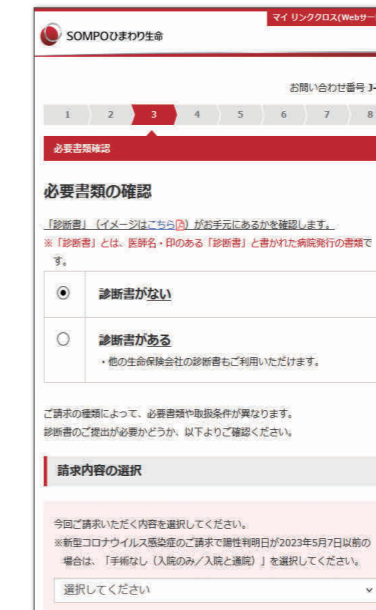 マイ リンククロス(Webサー
SOMPOひまわり生命
お問い合わせ番号 J-
1 2 3 4 5 6 7 8
必要書類確認
必要書類の確認
「診断書」（イメージはこちら）がお手元にあるかを確認します。
※「診断書」とは、医師名・印のある「診断書」と書かれた病院発行の書類で
す。
診断書がない
診断書がある
・他の生命保険会社の診断書もご利用いただけます。
ご請求の種類によって、必要書類や取扱条件が異なります。
診断書のご提出が必要かどうか、以下よりご確認ください。
請求内容の選択
今回ご請求いただく内容を選択してください。
※新型コロナウイルス感染症のご請求で陽性判明日が2023年5月7日以前の
場合は、「手術なし（入院のみ／入院と通院）」を選択してください。
選択してください